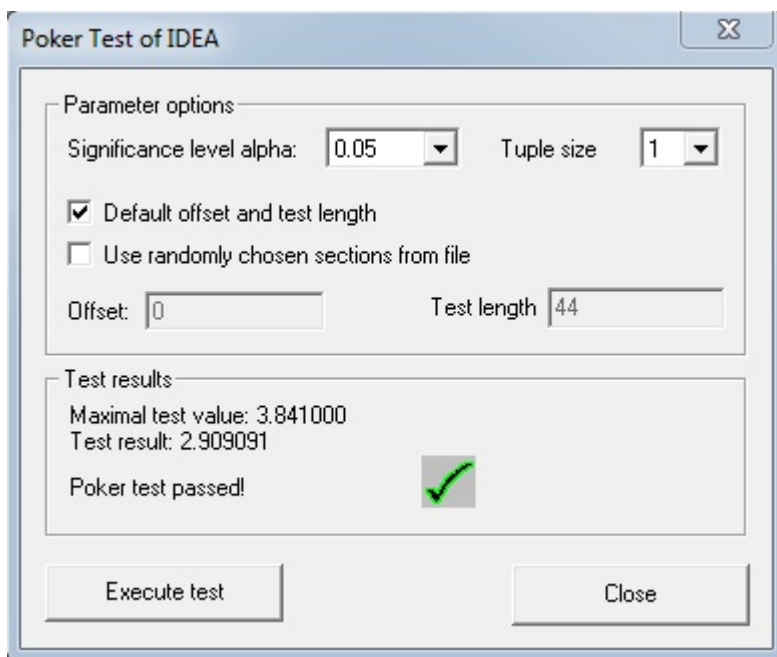 Poker Test of IDEA
Parameter options
Significance level alpha: 0.05 Tuple size 1
Default offset and test length
Use randomly chosen sections from file
Offset: 0 Test length 44
Test results
Maximal test value: 3.841000
Test result: 2.909091
Poker test passed!
Execute test Close